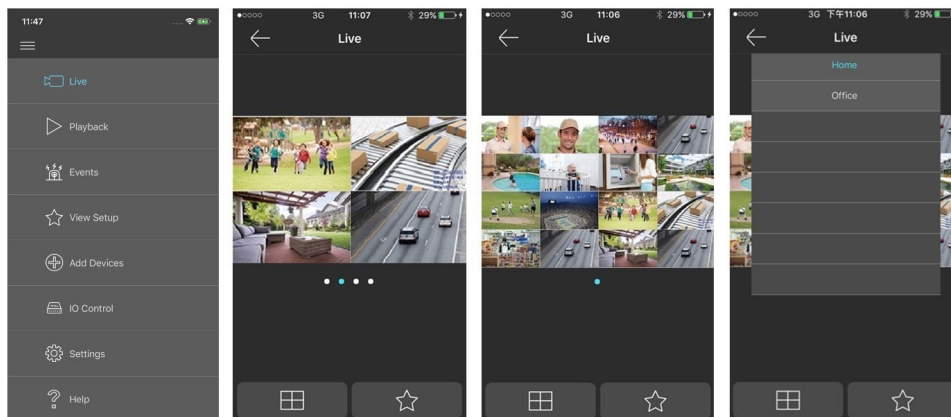 11:47
Live
Playback
Events
View Setup
Add Devices
IO Control
Settings
Help
3G 11:07 29%
Live
3G 11:06 29%
Live
3G 下午11:06 29%
Live
Home
Office